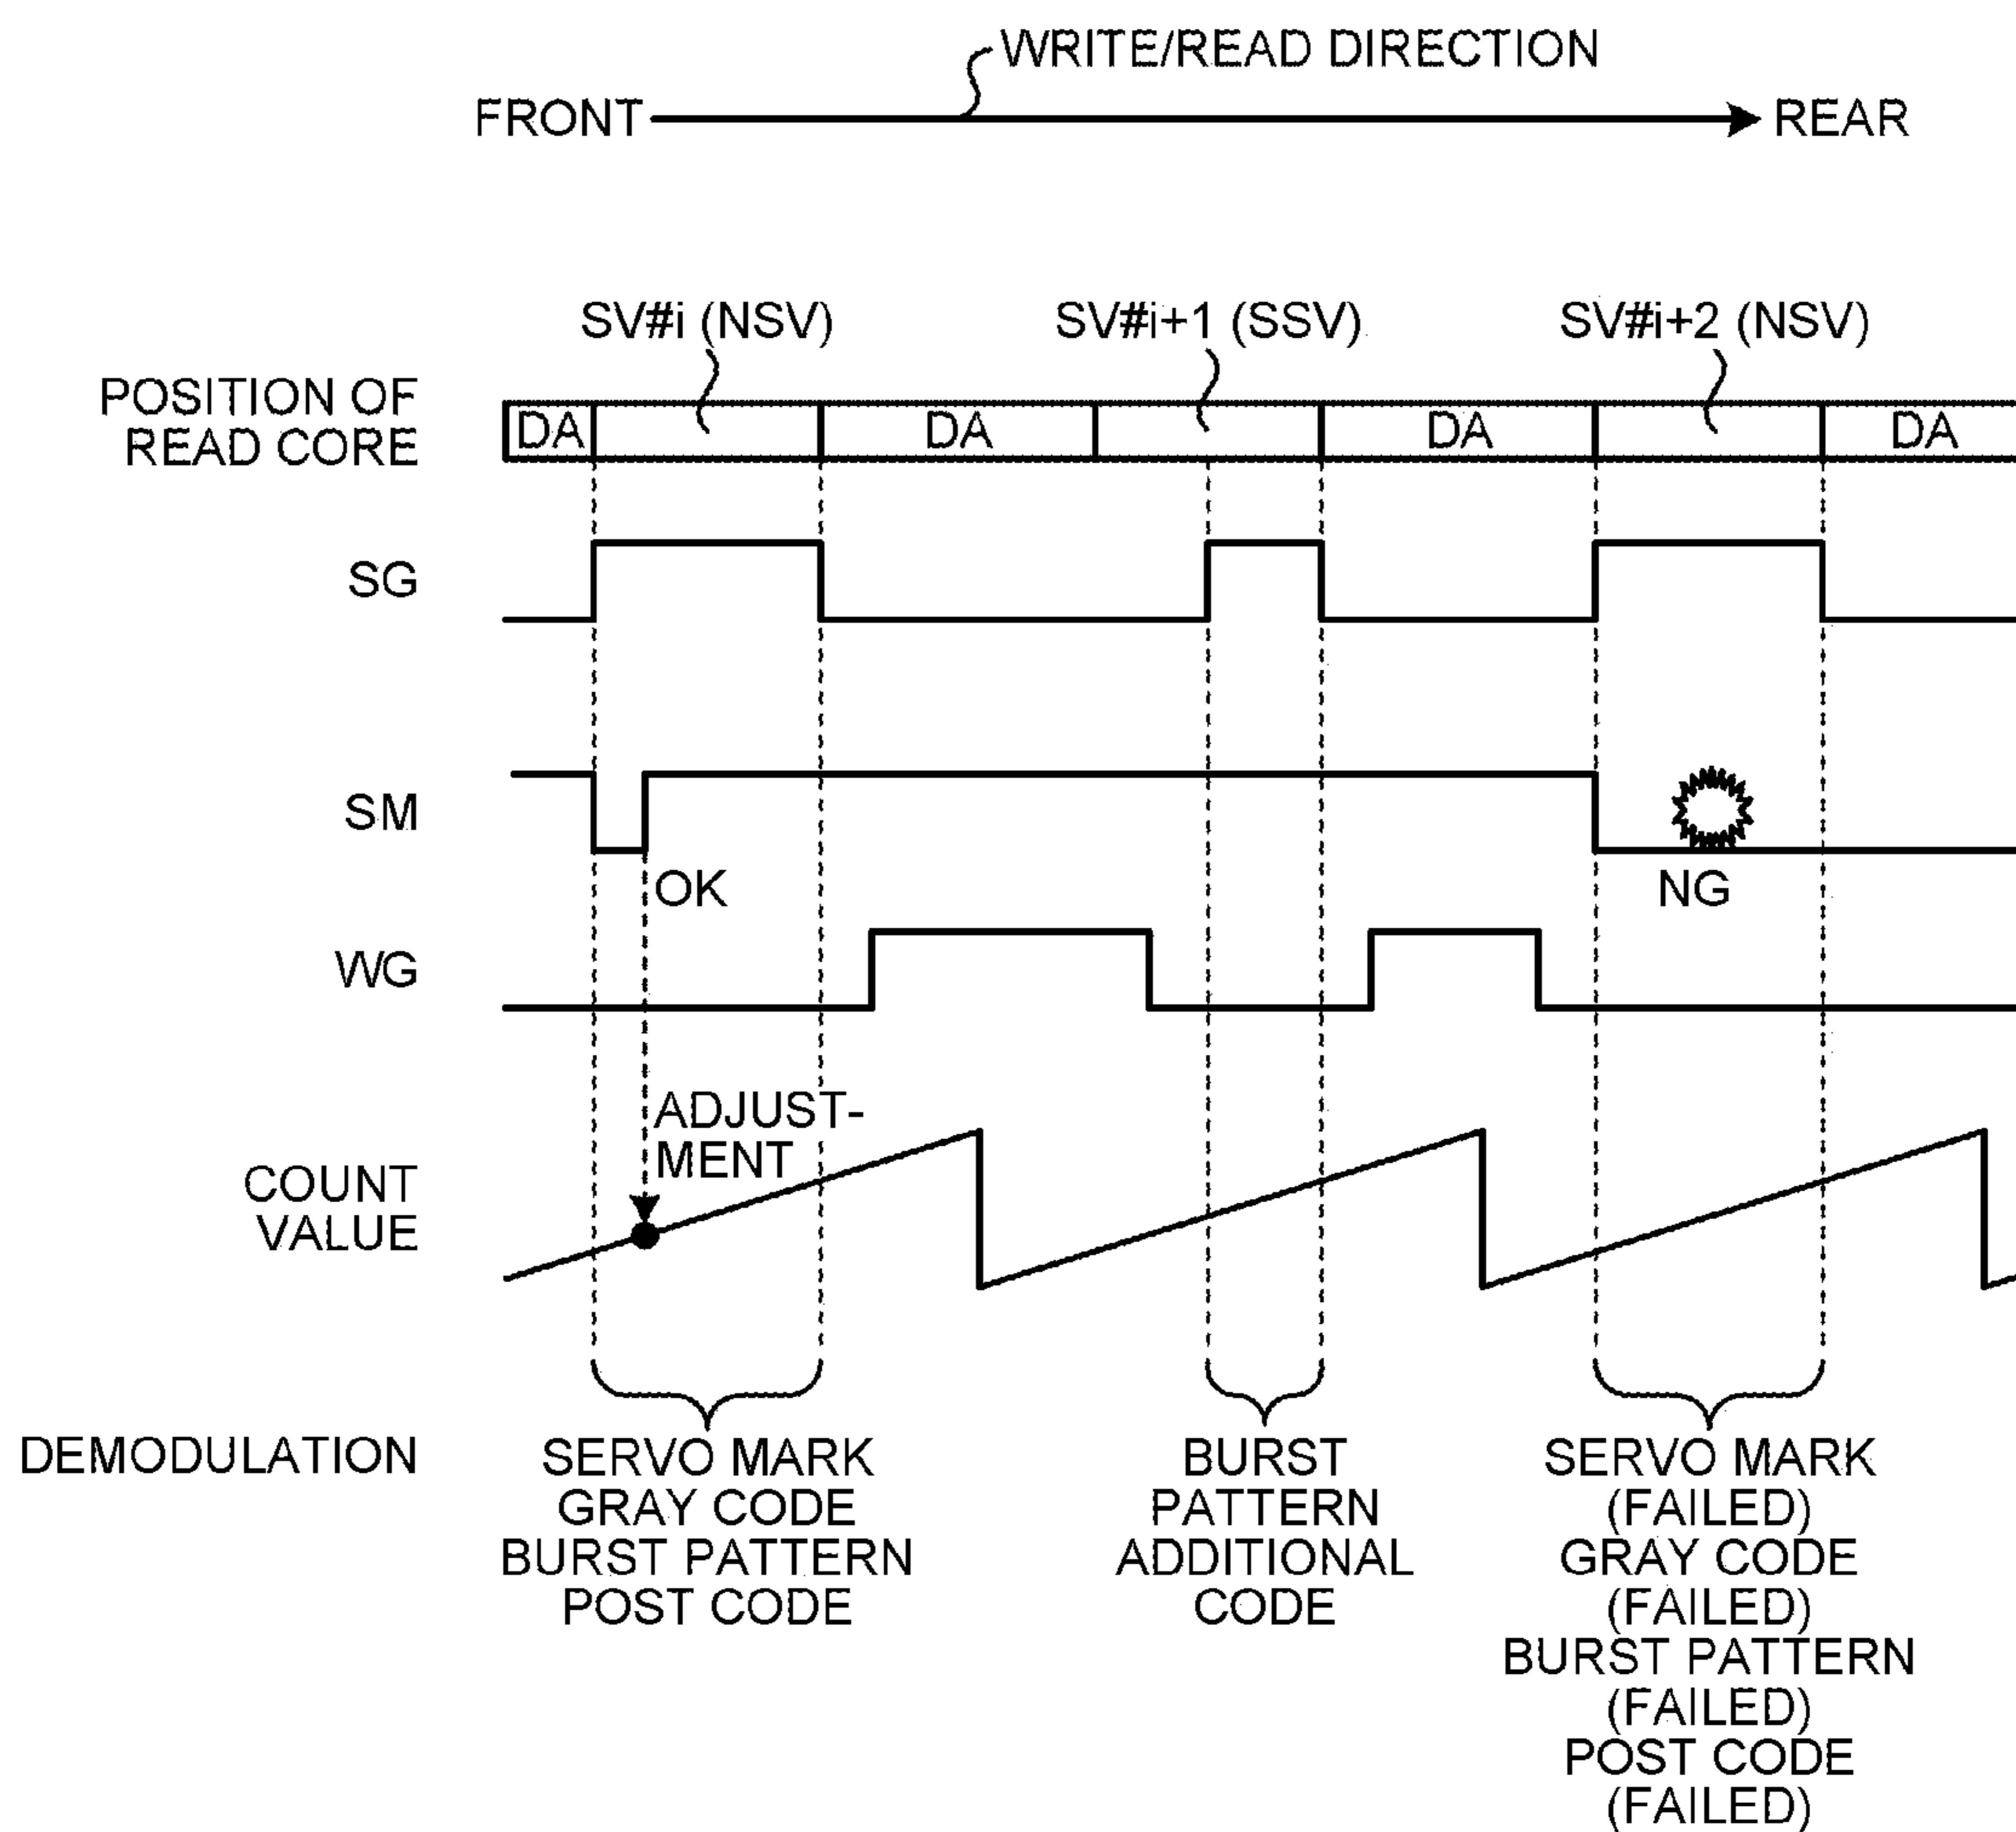 WRITE/READ DIRECTION
FRONT
REAR
SV#i (NSV)
SV#i+1 (SSV)
SV#i+2 (NSV)
POSITION OF
READ CORE
DA
DA
DA
DA
SG
SM
OK
NG
WG
ADJUST-
MENT
COUNT
VALUE
DEMODULATION
SERVO MARK
GRAY CODE
BURST PATTERN
POST CODE
BURST
PATTERN
ADDITIONAL
CODE
SERVO MARK
(FAILED)
GRAY CODE
(FAILED)
BURST PATTERN
(FAILED)
POST CODE
(FAILED)